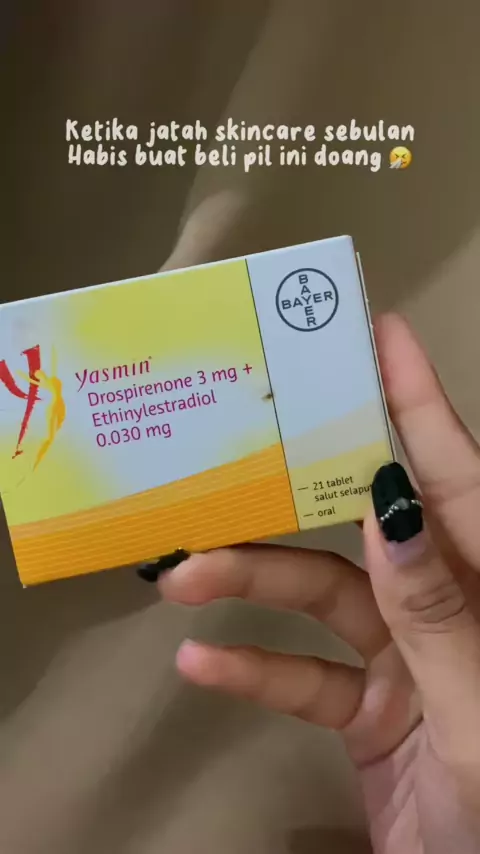 Ketika jatah skincare sebulan
Habis buat beli pil ini doang 🤧
BAYER
BAYER
yasmin
Drospirenone 3 mg +
Ethinylestradiol
0.030 mg
— 21 tablet
salut selaput
— oral